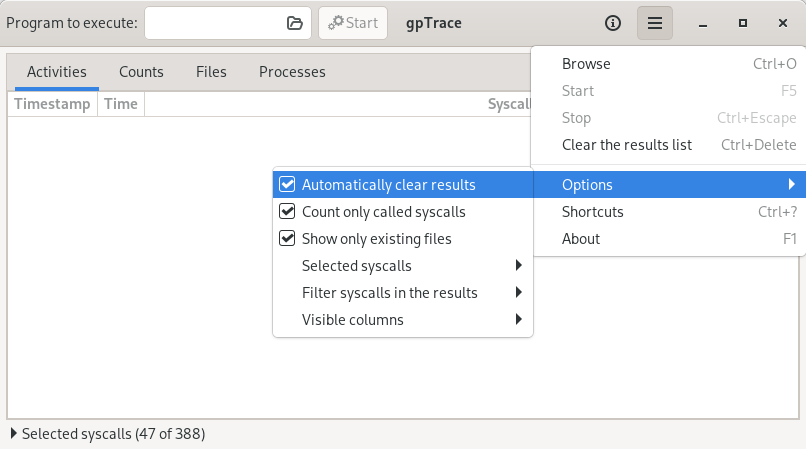 Program to execute: Start gpTrace
Activities Counts Files Processes
Timestamp Time Syscall
Browse Ctrl+O
Start F5
Stop Ctrl+Escape
Clear the results list Ctrl+Delete
Options
Shortcuts Ctrl+?
About F1
Automatically clear results
Count only called syscalls
Show only existing files
Selected syscalls
Filter syscalls in the results
Visible columns
Selected syscalls (47 of 388)